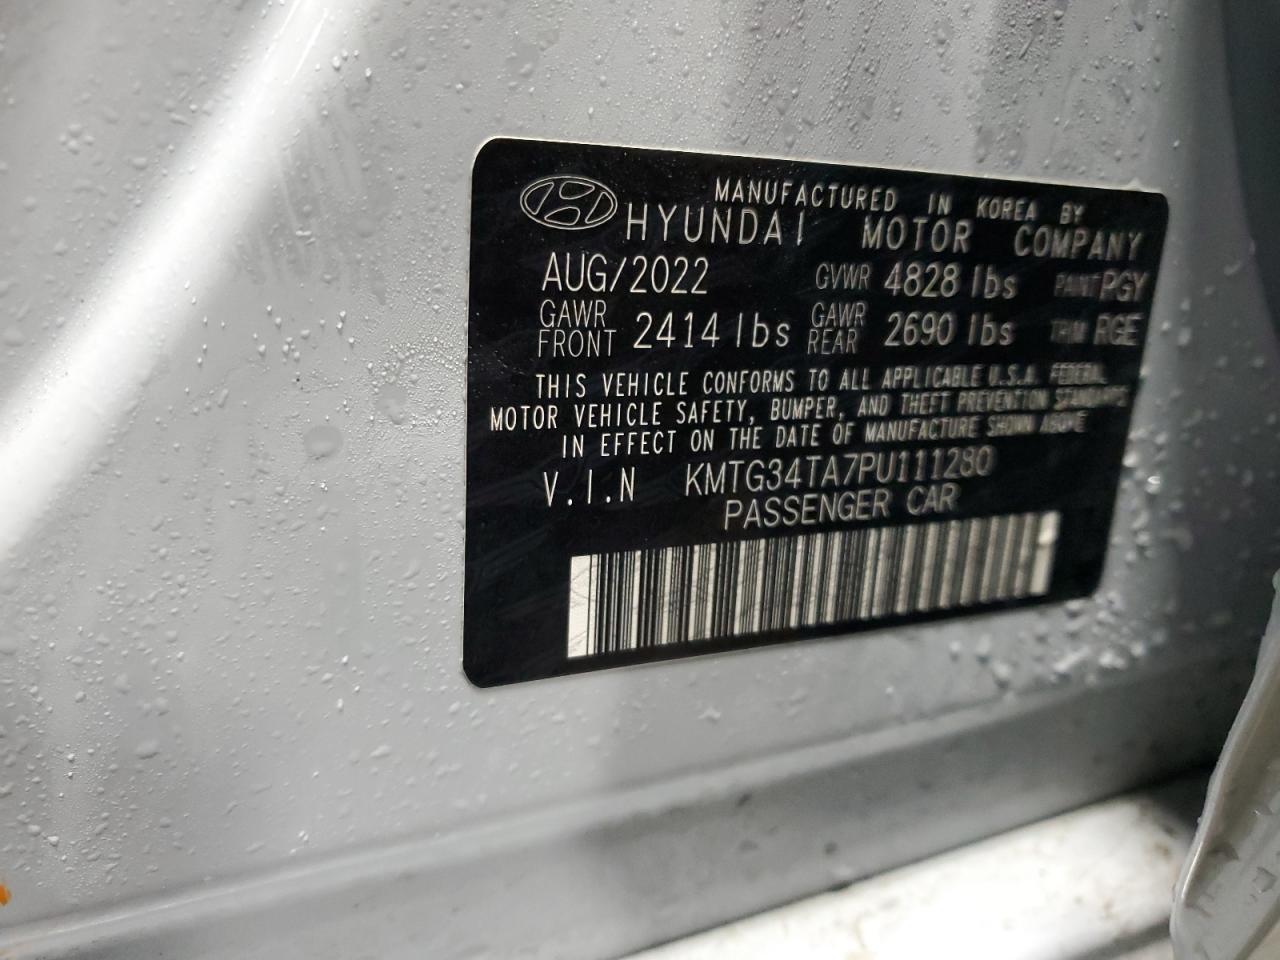 MANUFACTURED IN KOREA BY
HYUNDAI MOTOR COMPANY
AUG/2022 GVWR 4828 lbs PAINT PGY
GAWR FRONT 2414 lbs GAWR REAR 2690 lbs TRIM RGE
THIS VEHICLE CONFORMS TO ALL APPLICABLE U.S.A. FEDERAL
MOTOR VEHICLE SAFETY, BUMPER, AND THEFT PREVENTION STANDARDS
IN EFFECT ON THE DATE OF MANUFACTURE SHOWN ABOVE
V.I.N KMTG34TA7PU111280
PASSENGER CAR